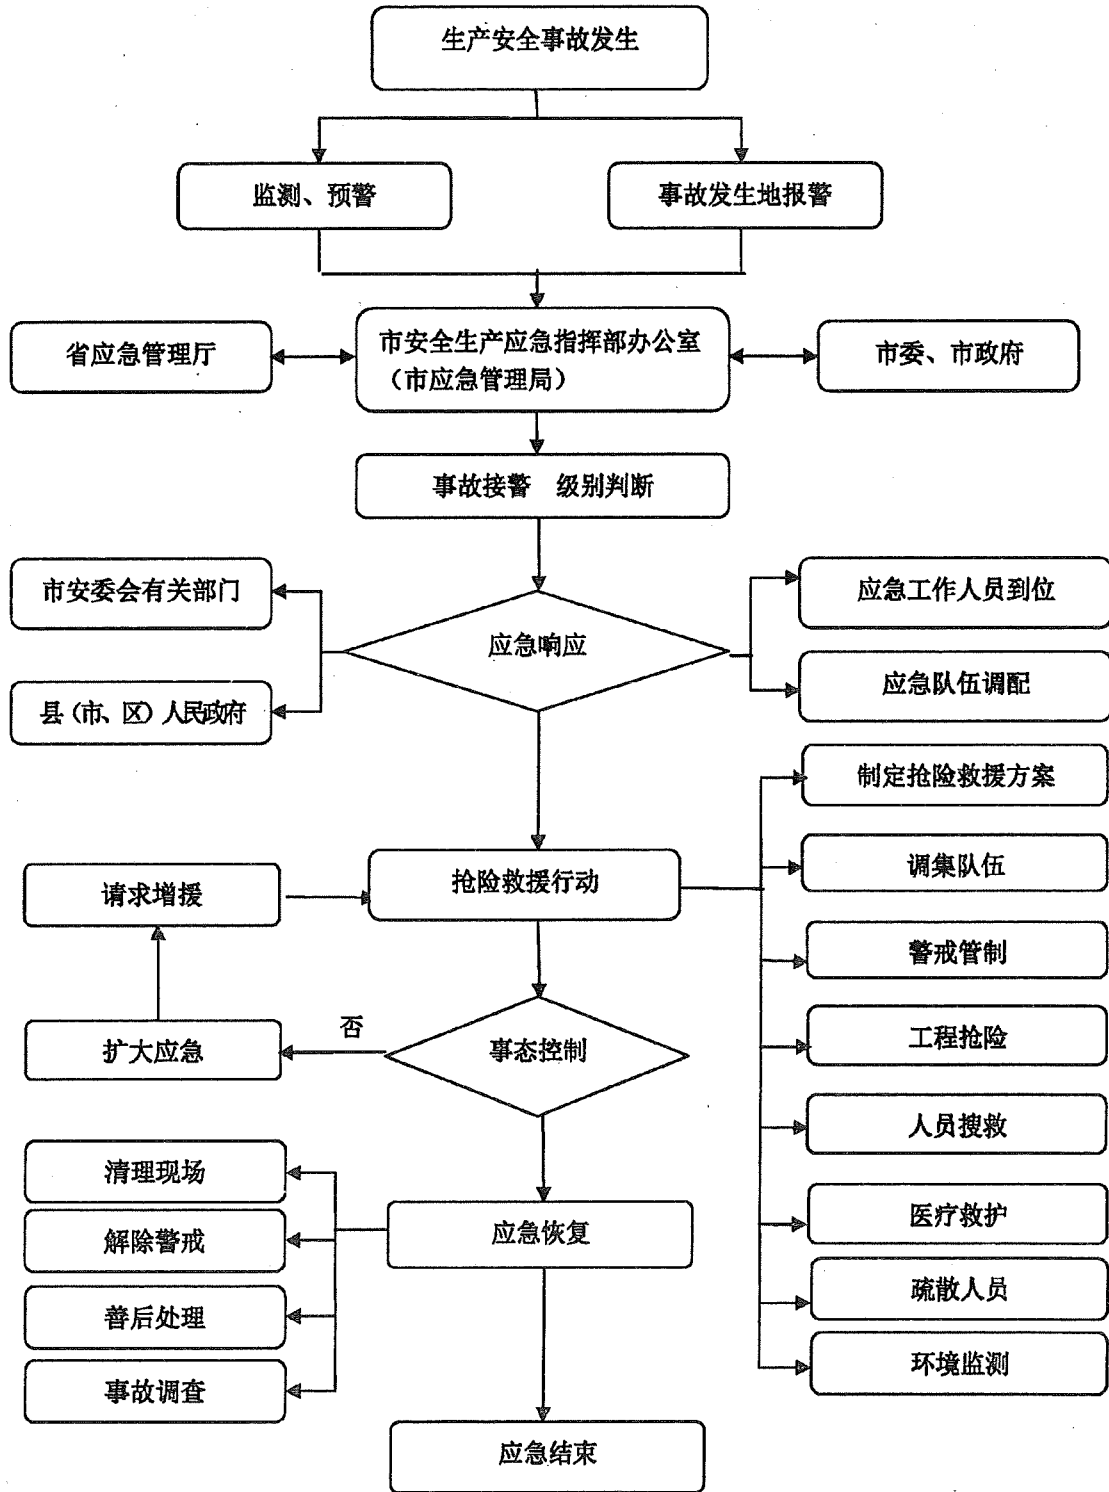 生产安全事故发生
监测、预警
事故发生地报警
省应急管理厅
市安全生产应急指挥部办公室
（市应急管理局）
市委、市政府
事故接警　级别判断
市安委会有关部门
应急工作人员到位
应急响应
县（市、区）人民政府
应急队伍调配
制定抢险救援方案
请求增援
抢险救援行动
调集队伍
警戒管制
否
扩大应急
事态控制
工程抢险
人员搜救
清理现场
医疗救护
解除警戒
应急恢复
疏散人员
善后处理
环境监测
事故调查
应急结束